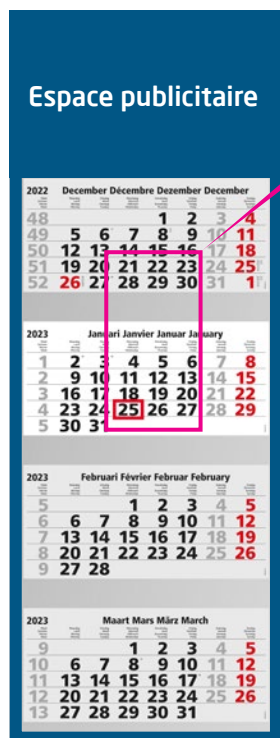 Espace publicitaire
2022 December Décembre Dezember December
48 1 2 3 4
49 5 6 7 8 9 10 11
50 12 13 14 15 16 17 18
51 19 20 21 22 23 24 25
52 26 27 28 29 30 31 1
2023 Januari Janvier Januar January
1 2 3 4 5 6 7 8
2 9 10 11 12 13 14 15
3 16 17 18 19 20 21 22
4 23 24 25 26 27 28 29
5 30 31
2023 Februari Février Februar February
5 1 2 3 4 5
6 6 7 8 9 10 11 12
7 13 14 15 16 17 18 19
8 20 21 22 23 24 25 26
9 27 28
2023 Maart Mars März March
9 1 2 3 4 5
10 6 7 8 9 10 11 12
11 13 14 15 16 17 18 19
12 20 21 22 23 24 25 26
13 27 28 29 30 31